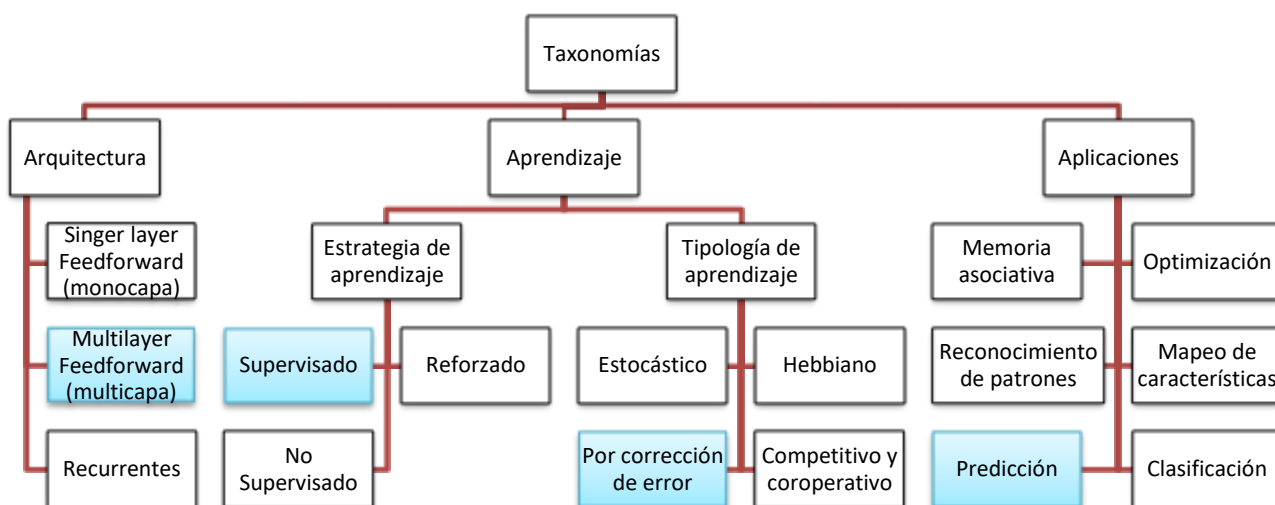 Taxonomías
Arquitectura
Aprendizaje
Aplicaciones
Singer layer
Feedforward
(monocapa)
Multilayer
Feedforward
(multicapa)
Recurrentes
Estrategia de
aprendizaje
Supervisado
Reforzado
No
Supervisado
Tipología de
aprendizaje
Estocástico
Hebbiano
Por corrección
de error
Competitivo y
coroperativo
Memoria
asociativa
Optimización
Reconocimiento
de patrones
Mapeo de
características
Predicción
Clasificación